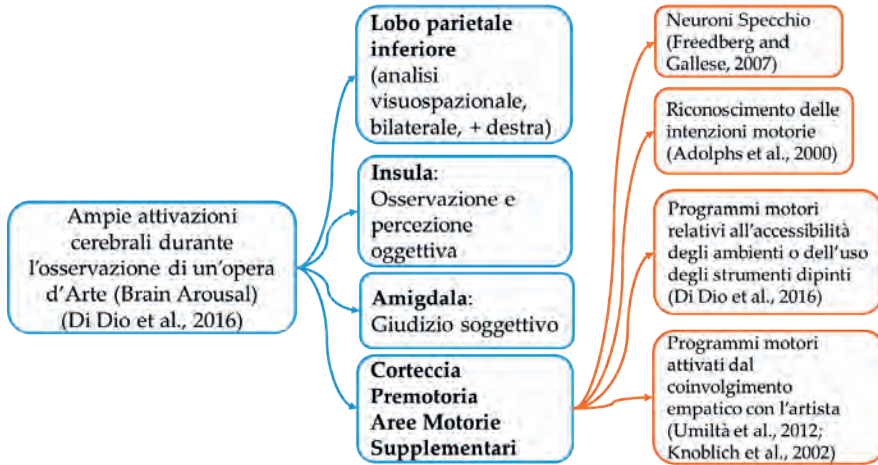 Ampie attivazioni
cerebrali durante
l'osservazione di un'opera
d'Arte (Brain Arousal)
(Di Dio et al., 2016)
Lobo parietale
inferiore
(analisi
visuospaziale,
bilaterale, + destra)
Insula:
Osservazione e
percezione
oggettiva
Amigdala:
Giudizio soggettivo
Corteccia
Premotoria
Aree Motorie
Supplementari
Neuroni Specchio
(Freedberg and
Gallese, 2007)
Riconoscimento delle
intenzioni motorie
(Adolphs et al., 2000)
Programmi motori
relativi all'accessibilità
degli ambienti o dell'uso
degli strumenti dipinti
(Di Dio et al., 2016)
Programmi motori
attivati dal
coinvolgimento
empatico con l'artista
(Umiltà et al., 2012;
Knoblich et al., 2002)